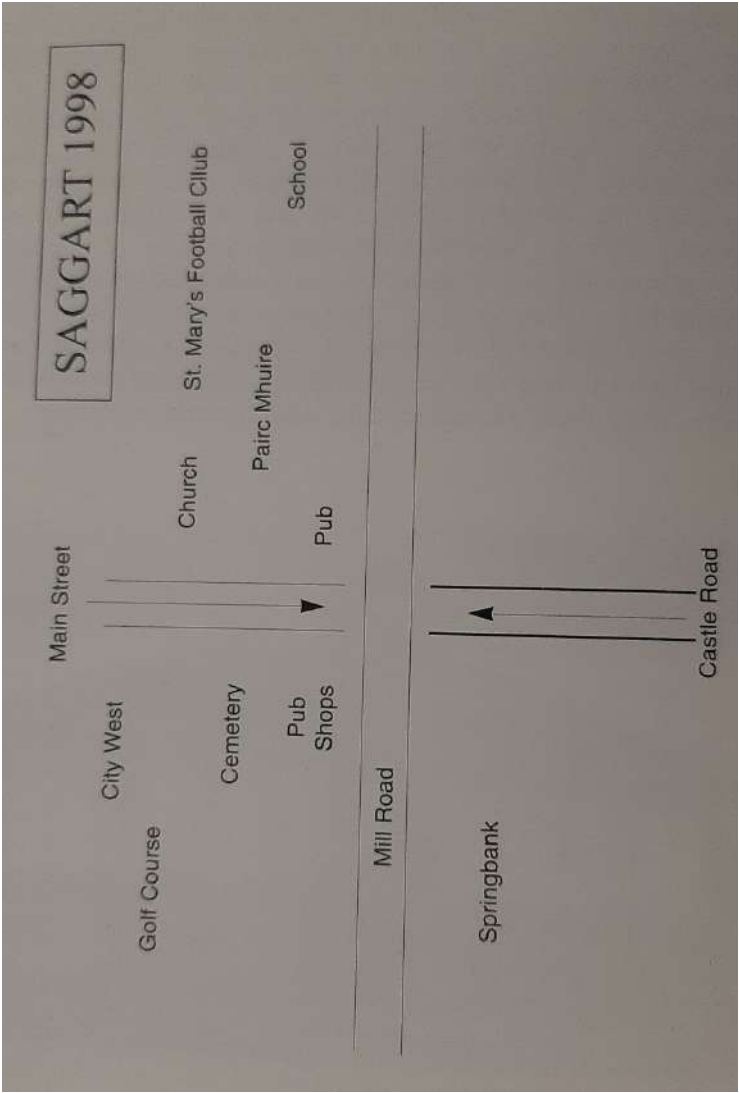 SAGGART 1998
Main Street
City West
Golf Course
Church
St. Mary's Football Cllub
Cemetery
Pairc Mhuire
Pub
Shops
Pub
School
Mill Road
Springbank
Castle Road